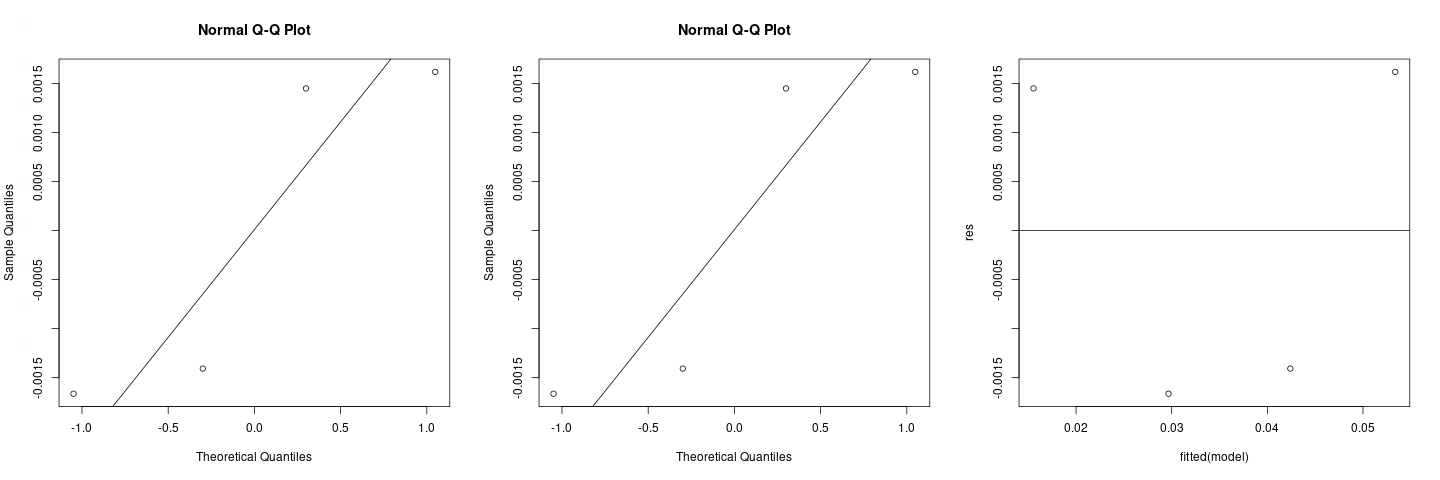 Normal Q-Q Plot
Sample Quantiles
0.0015
0.0010
0.0005
-0.0005
-0.0015
-1.0 -0.5 0.0 0.5 1.0
Theoretical Quantiles
Normal Q-Q Plot
Sample Quantiles
0.0015
0.0010
0.0005
-0.0005
-0.0015
-1.0 -0.5 0.0 0.5 1.0
Theoretical Quantiles
res
0.0015
0.0010
0.0005
-0.0005
-0.0015
0.02 0.03 0.04 0.05
fitted(model)